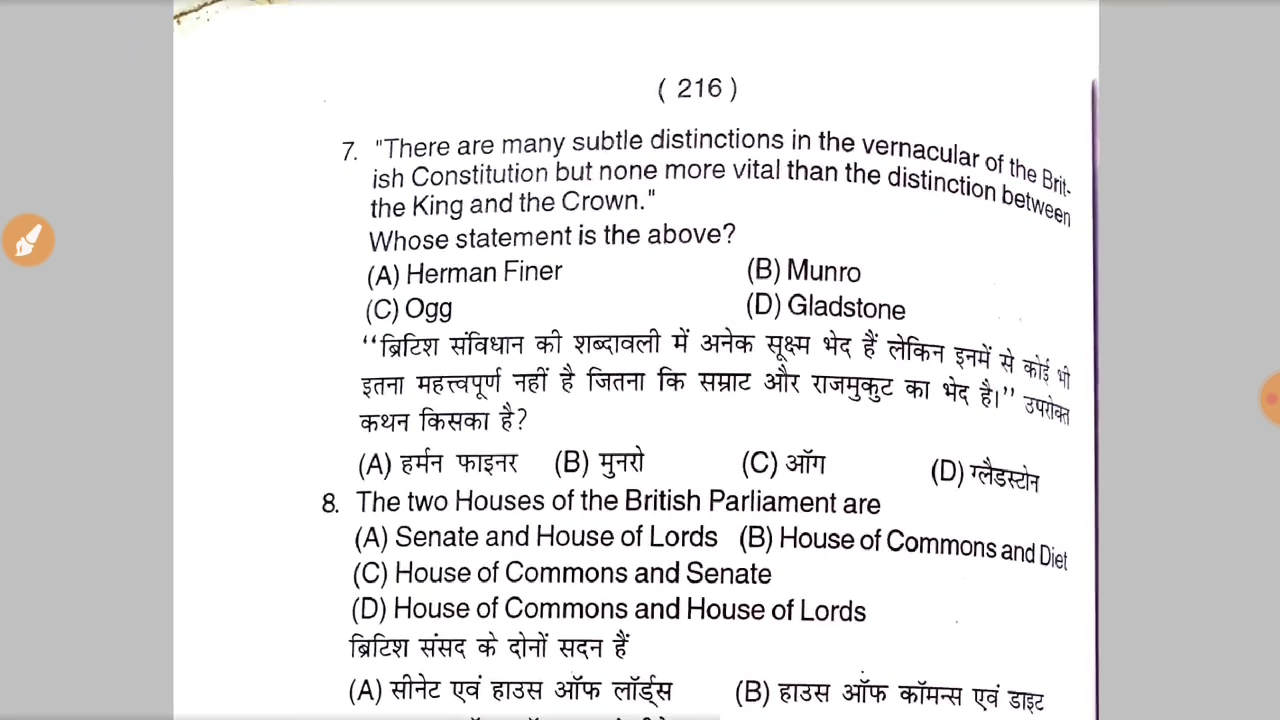 ( 216 )
7. "There are many subtle distinctions in the vernacular of the Brit-
ish Constitution but none more vital than the distinction between
the King and the Crown."
Whose statement is the above?
(A) Herman Finer (B) Munro
(C) Ogg (D) Gladstone
‘‘ब्रिटिश संविधान की शब्दावली में अनेक सूक्ष्म भेद हैं लेकिन इनमें से कोई भी
इतना महत्त्वपूर्ण नहीं है जितना कि सम्राट और राजमुकुट का भेद है।’’ उपरोक्त
कथन किसका है?
(A) हर्मन फाइनर (B) मुनरो (C) ऑग (D) ग्लैडस्टोन
8. The two Houses of the British Parliament are
(A) Senate and House of Lords (B) House of Commons and Diet
(C) House of Commons and Senate
(D) House of Commons and House of Lords
ब्रिटिश संसद के दोनों सदन हैं
(A) सीनेट एवं हाउस ऑफ लॉर्ड्स (B) हाउस ऑफ कॉमन्स एवं डाइट